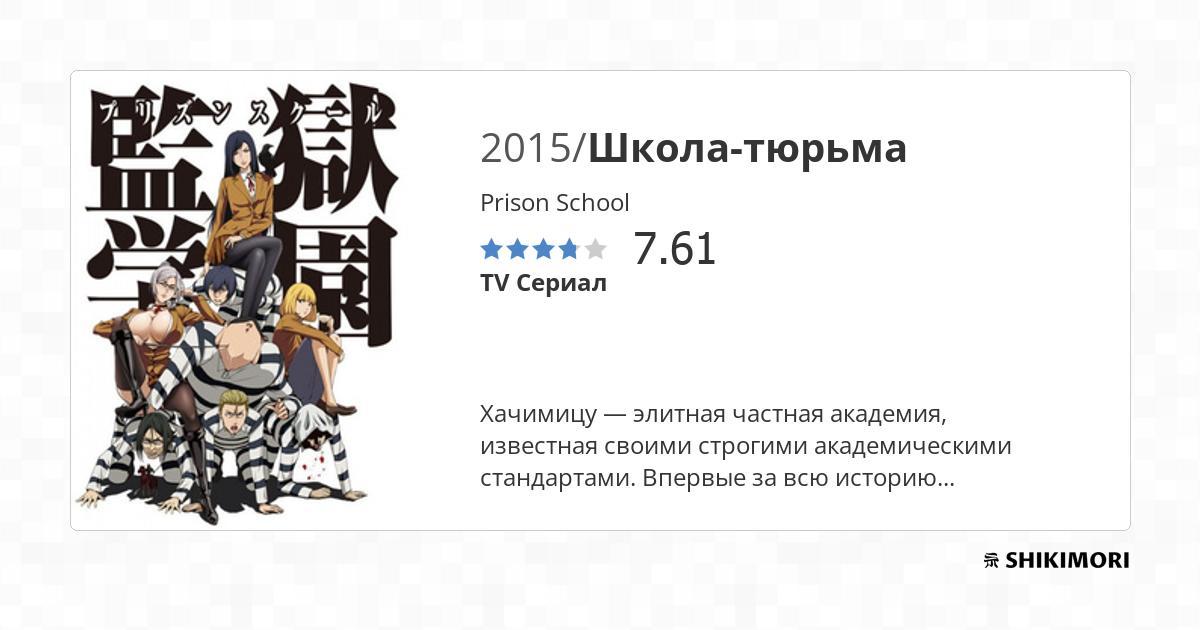 プリズンスクール
監獄
学園
2015/Школа-тюрьма
Prison School
7.61
TV Сериал
Хачимицу — элитная частная академия,
известная своими строгими академическими
стандартами. Впервые за всю историю...
SHIKIMORI